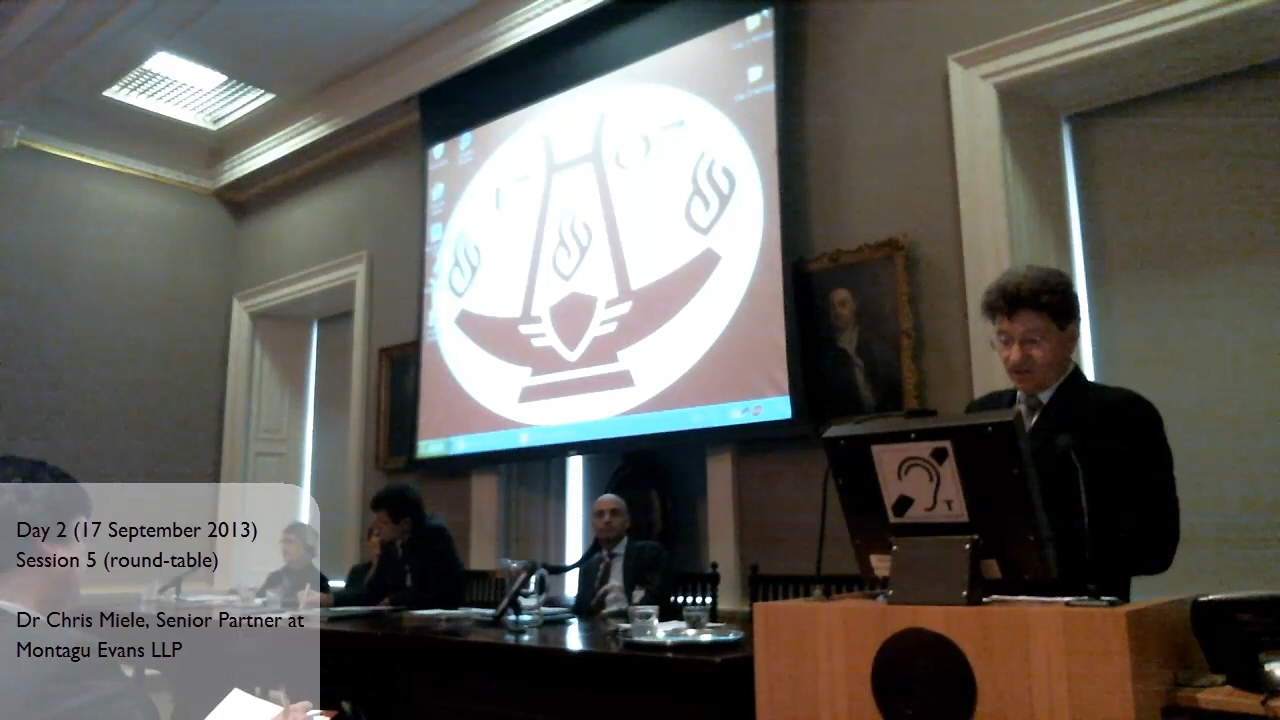 Day 2 (17 September 2013)
Session 5 (round-table)
Dr Chris Miele, Senior Partner at
Montagu Evans LLP
T